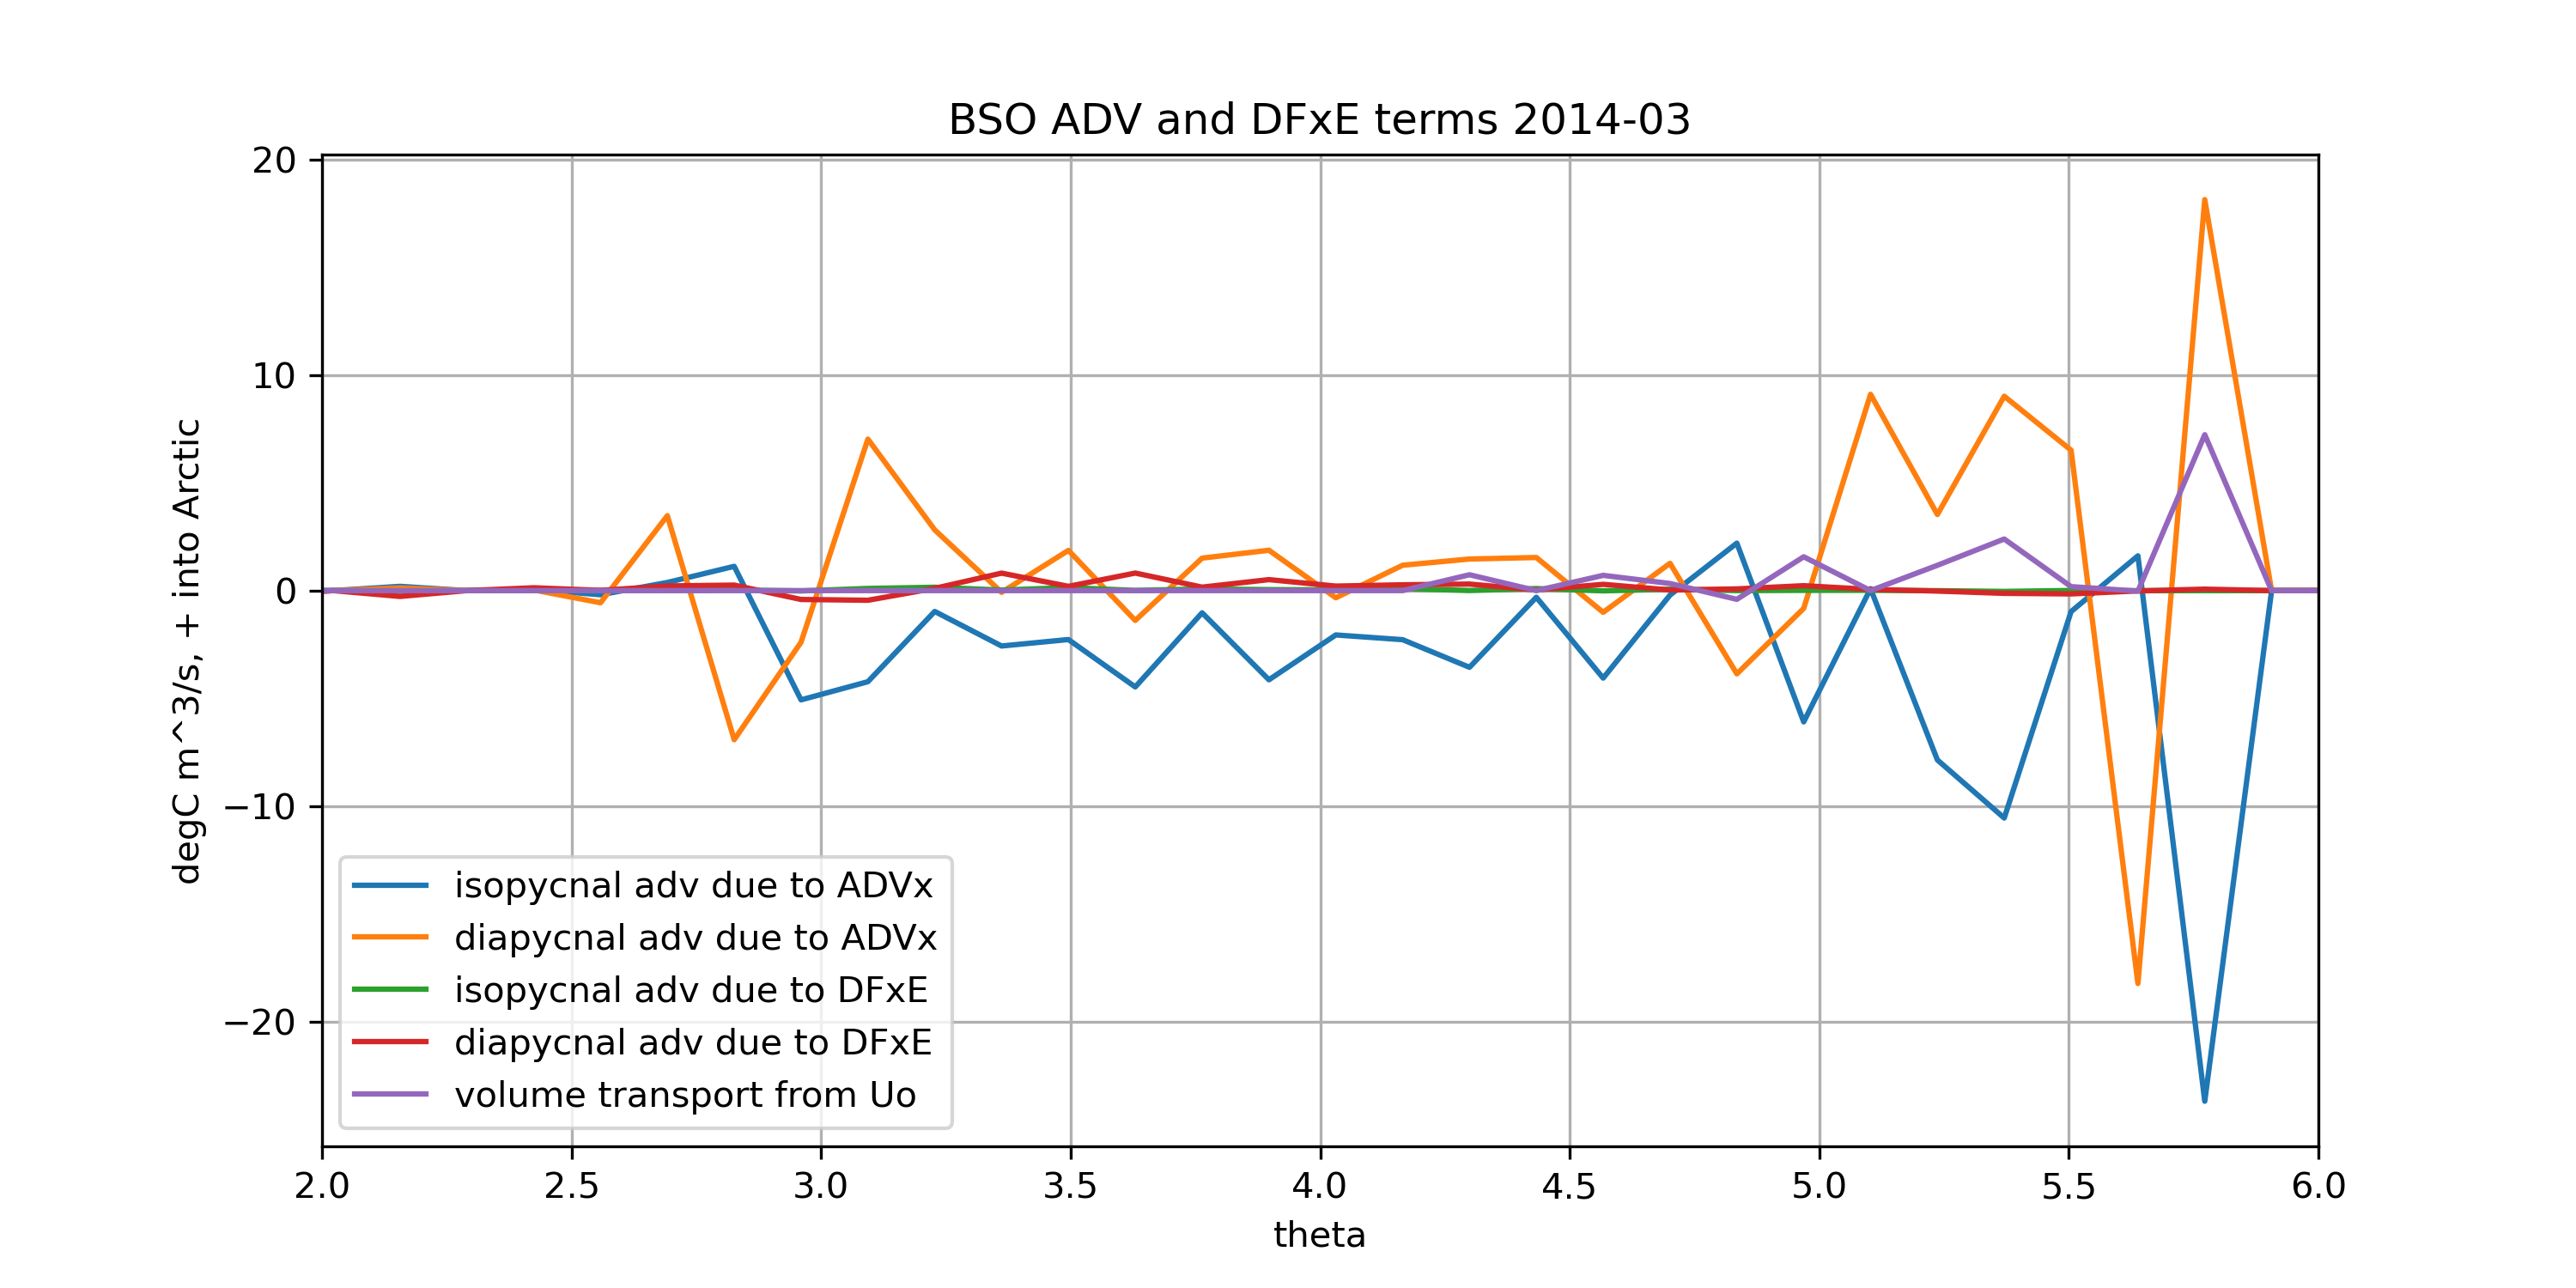 BSO ADV and DFxE terms 2014-03
degC m^3/s, + into Arctic
20
10
0
−10
−20
isopycnal adv due to ADVx
diapycnal adv due to ADVx
isopycnal adv due to DFxE
diapycnal adv due to DFxE
volume transport from Uo
2.0 2.5 3.0 3.5 4.0 4.5 5.0 5.5 6.0
theta